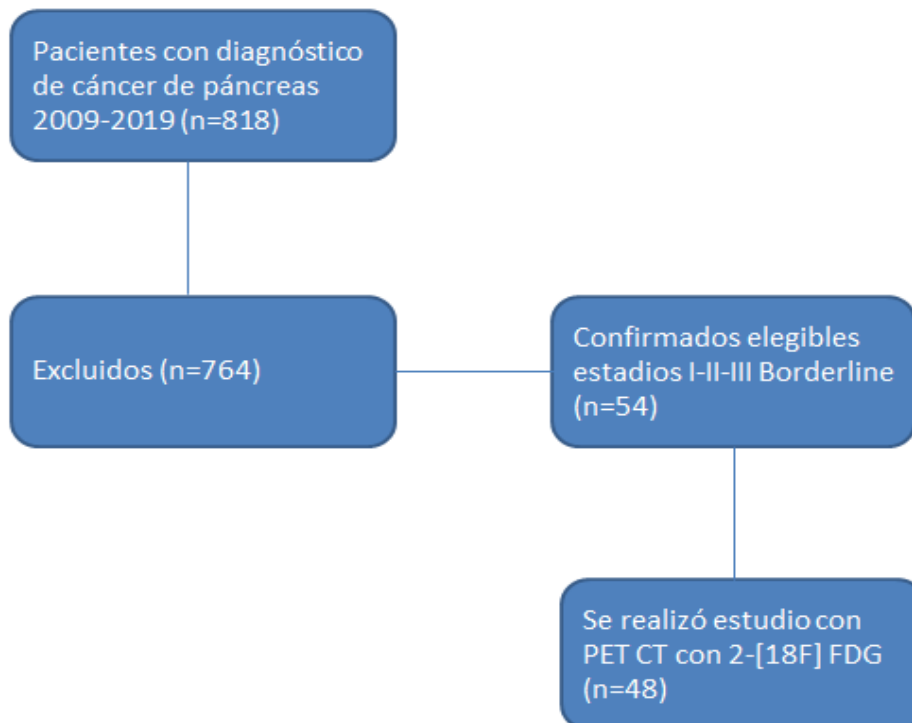 Pacientes con diagnóstico
de cáncer de páncreas
2009-2019 (n=818)
Excluidos (n=764)
Confirmados elegibles
estadios I-II-III Borderline
(n=54)
Se realizó estudio con
PET CT con 2-[18F] FDG
(n=48)